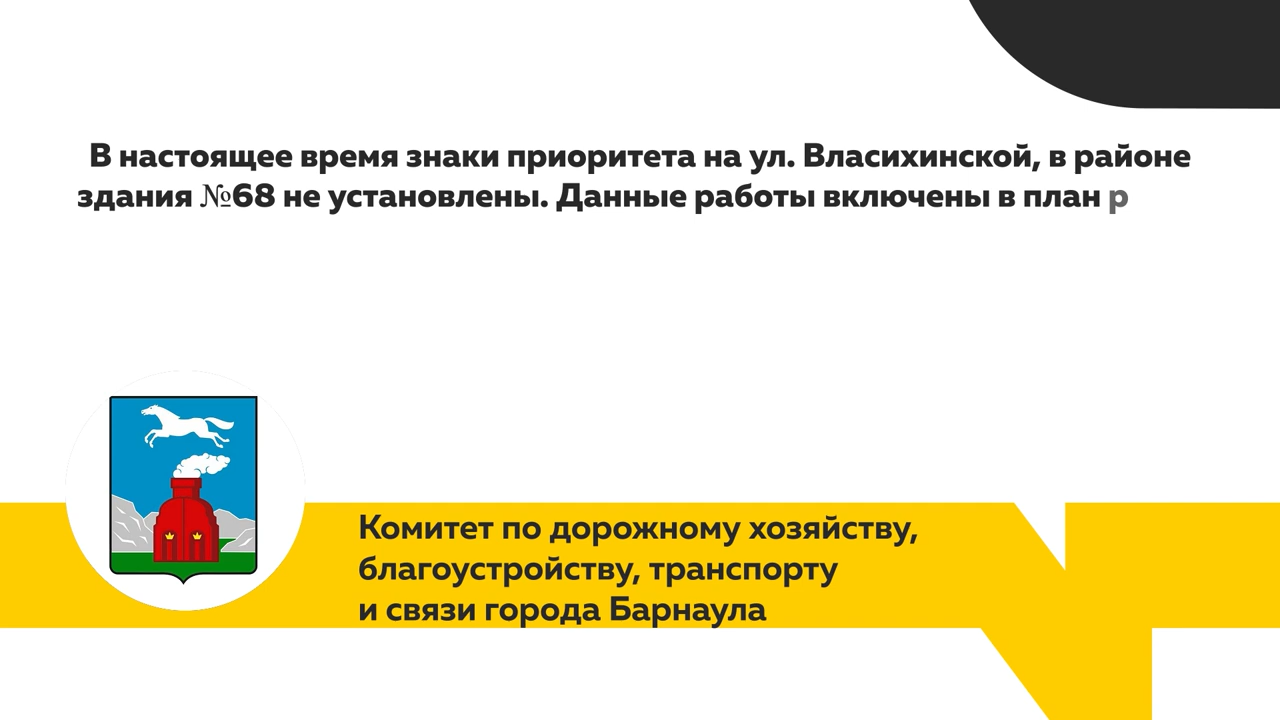 В настоящее время знаки приоритета на ул. Власихинской, в районе
здания №68 не установлены. Данные работы включены в план р
Комитет по дорожному хозяйству,
благоустройству, транспорту
и связи города Барнаула